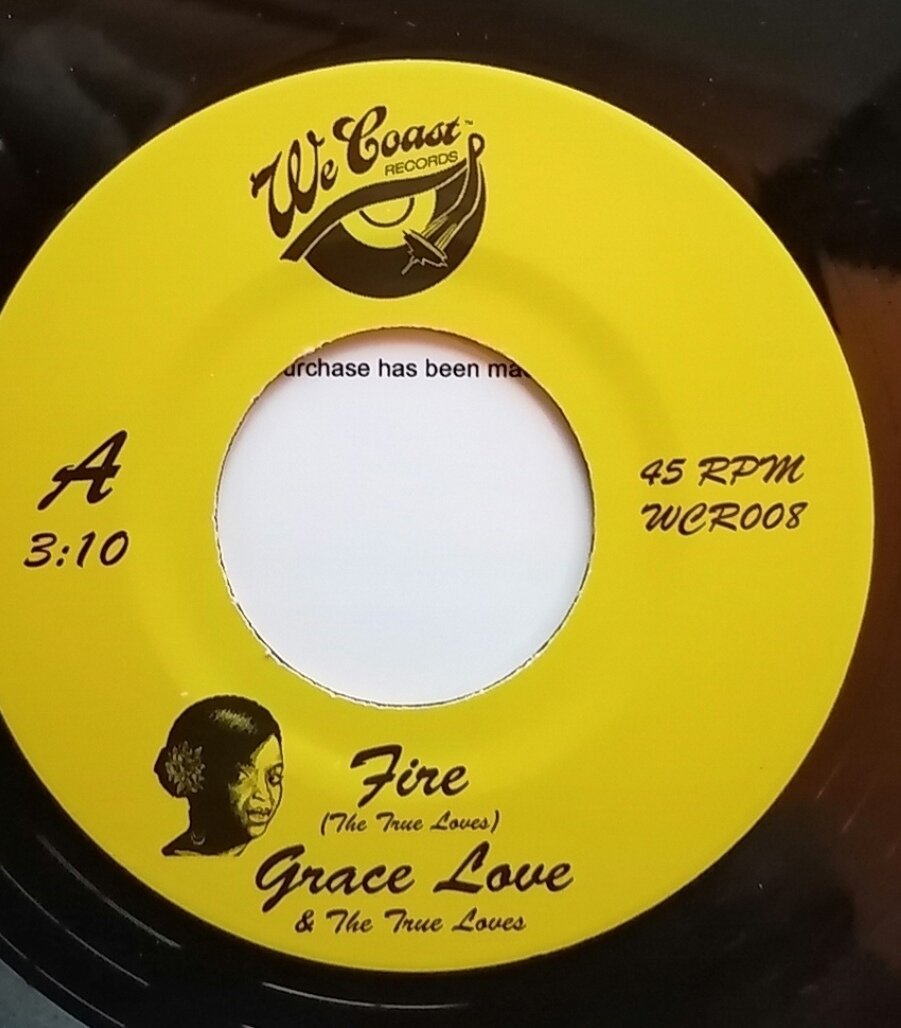 We Coast™
RECORDS
urchase has been ma
A
3:10
45 RPM
WCR008
Fire
(The True Loves)
Grace Love
& The True Loves